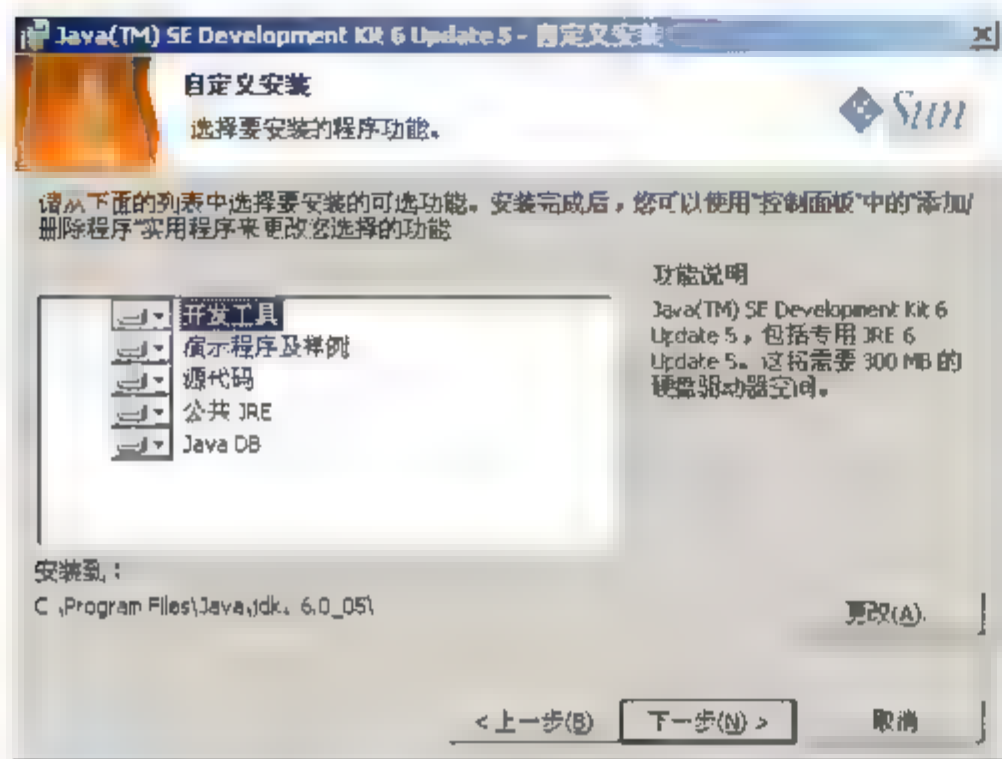 Java(TM) SE Development Kit 6 Update 5 - 自定义安装
自定义安装
选择要安装的程序功能。
Sun
请从下面的列表中选择要安装的可选功能。安装完成后，您可以使用"控制面板"中的"添加/
删除程序"实用程序来更改您选择的功能
功能说明
Java(TM) SE Development Kit 6
Update 5，包括专用 JRE 6
Update 5。这将需要 300 MB 的
硬盘驱动器空间。
开发工具
演示程序及样例
源代码
公共 JRE
Java DB
安装到：
C:\Program Files\Java\jdk1.6.0_05\
更改(A).
<上一步(B)
下一步(N) >
取消